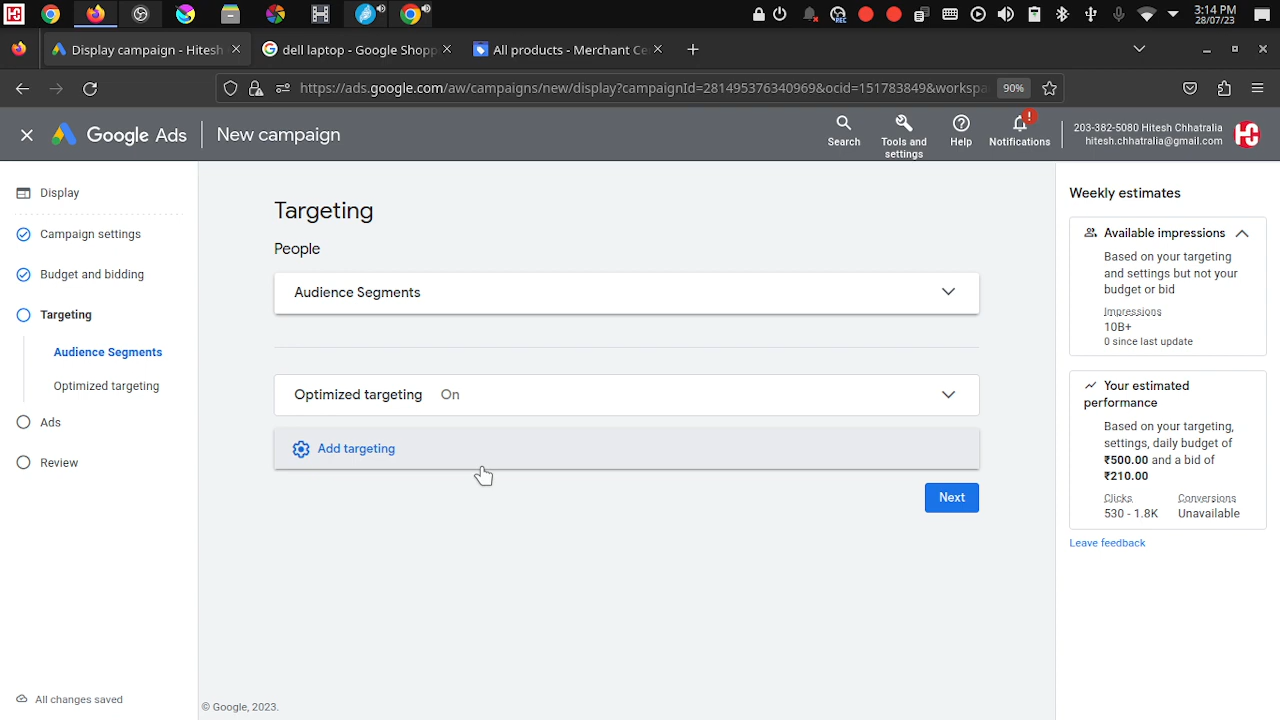 3:14 PM
28/07/23
REC
Display campaign - Hitesh
dell laptop - Google Shopp
All products - Merchant Ce
https://ads.google.com/aw/campaigns/new/display?campaignId=281495376340969&ocid=151783849&workspa
90%
Google Ads
New campaign
Search
Tools and
settings
Help
Notifications
203-382-5080 Hitesh Chhatralia
hitesh.chhatralia@gmail.com
Display
Campaign settings
Budget and bidding
Targeting
Audience Segments
Optimized targeting
Ads
Review
All changes saved
Targeting
People
Audience Segments
Optimized targeting On
Add targeting
Next
© Google, 2023.
Weekly estimates
Available impressions
Based on your targeting
and settings but not your
budget or bid
Impressions
10B+
0 since last update
Your estimated
performance
Based on your targeting,
settings, daily budget of
₹500.00 and a bid of
₹210.00
Clicks Conversions
530 - 1.8K Unavailable
Leave feedback